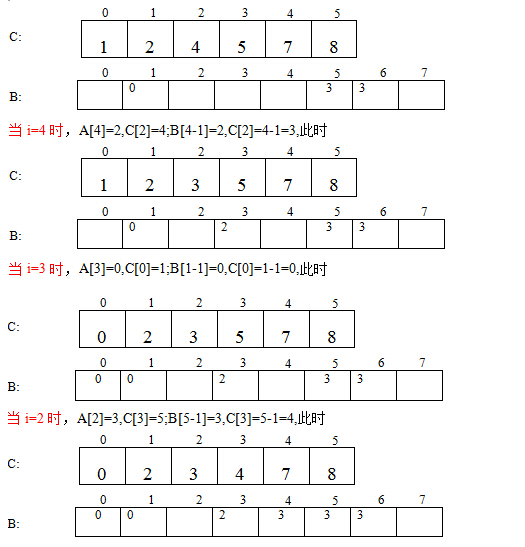 0 1 2 3 4 5
C: 1 2 4 5 7 8
0 1 2 3 4 5 6 7
B: 0 3 3
当 i=4 时，A[4]=2,C[2]=4;B[4-1]=2,C[2]=4-1=3,此时
0 1 2 3 4 5
C: 1 2 3 5 7 8
0 1 2 3 4 5 6 7
B: 0 2 3 3
当 i=3 时，A[3]=0,C[0]=1;B[1-1]=0,C[0]=1-1=0,此时
0 1 2 3 4 5
C: 0 2 3 5 7 8
0 1 2 3 4 5 6 7
B: 0 0 2 3 3
当 i=2 时，A[2]=3,C[3]=5;B[5-1]=3,C[3]=5-1=4,此时
0 1 2 3 4 5
C: 0 2 3 4 7 8
0 1 2 3 4 5 6 7
B: 0 0 2 3 3 3